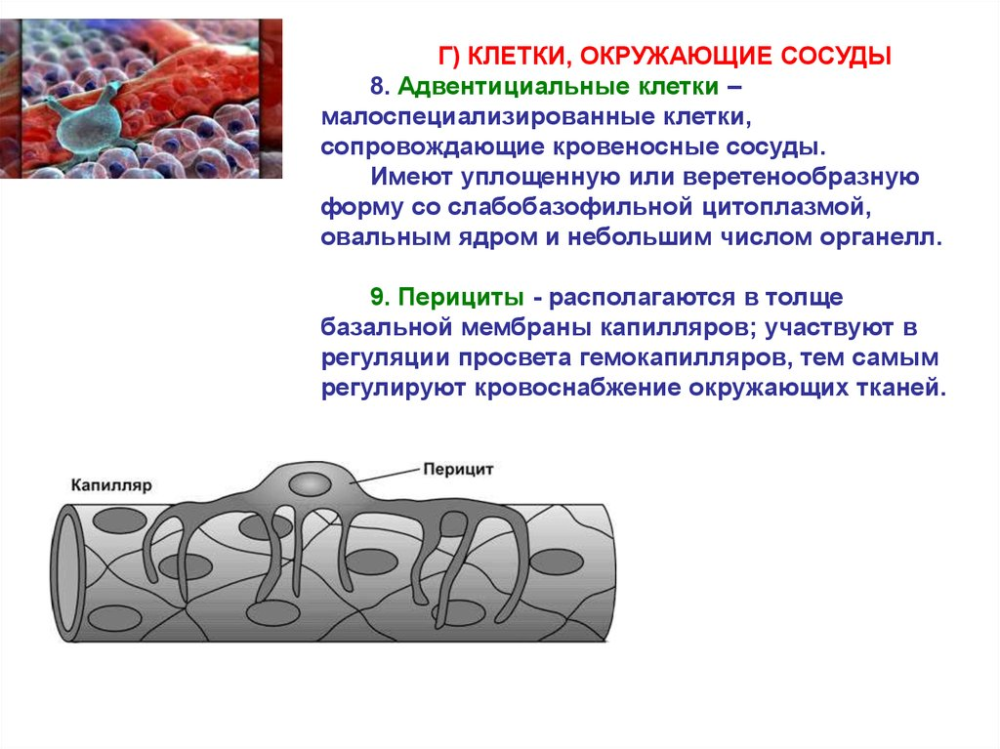 Г) КЛЕТКИ, ОКРУЖАЮЩИЕ СОСУДЫ
8. Адвентициальные клетки –
малоспециализированные клетки,
сопровождающие кровеносные сосуды.
Имеют уплощенную или веретенообразную
форму со слабобазофильной цитоплазмой,
овальным ядром и небольшим числом органелл.
9. Перициты - располагаются в толще
базальной мембраны капилляров; участвуют в
регуляции просвета гемокапилляров, тем самым
регулируют кровоснабжение окружающих тканей.
Перицит
Капилляр